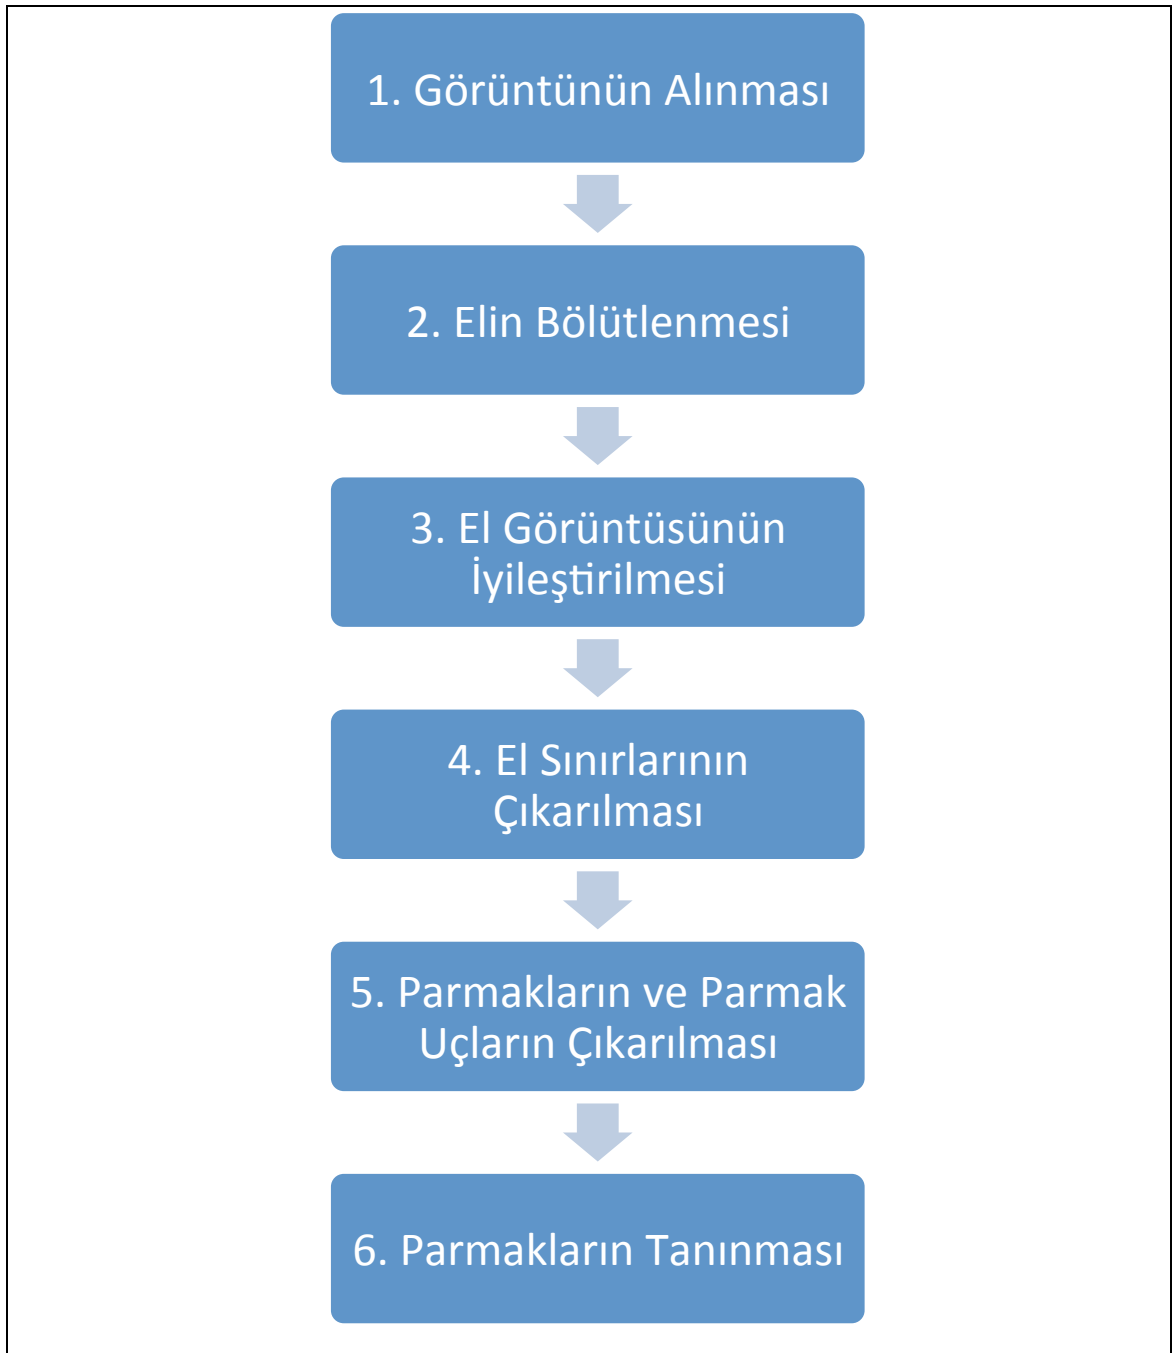 1. Görüntünün Alınması
2. Elin Bölütlenmesi
3. El Görüntüsünün
İyileştirilmesi
4. El Sınırlarının
Çıkarılması
5. Parmakların ve Parmak
Uçların Çıkarılması
6. Parmakların Tanınması